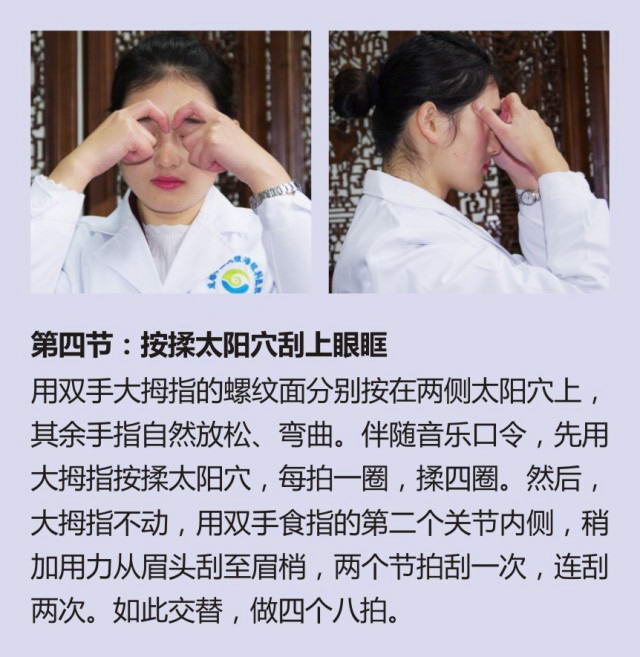 第四节：按揉太阳穴刮上眼眶
用双手大拇指的螺纹面分别按在两侧太阳穴上，
其余手指自然放松、弯曲。伴随音乐口令，先用
大拇指按揉太阳穴，每拍一圈，揉四圈。然后，
大拇指不动，用双手食指的第二个关节内侧，稍
加用力从眉头刮至眉梢，两个节拍刮一次，连刮
两次。如此交替，做四个八拍。